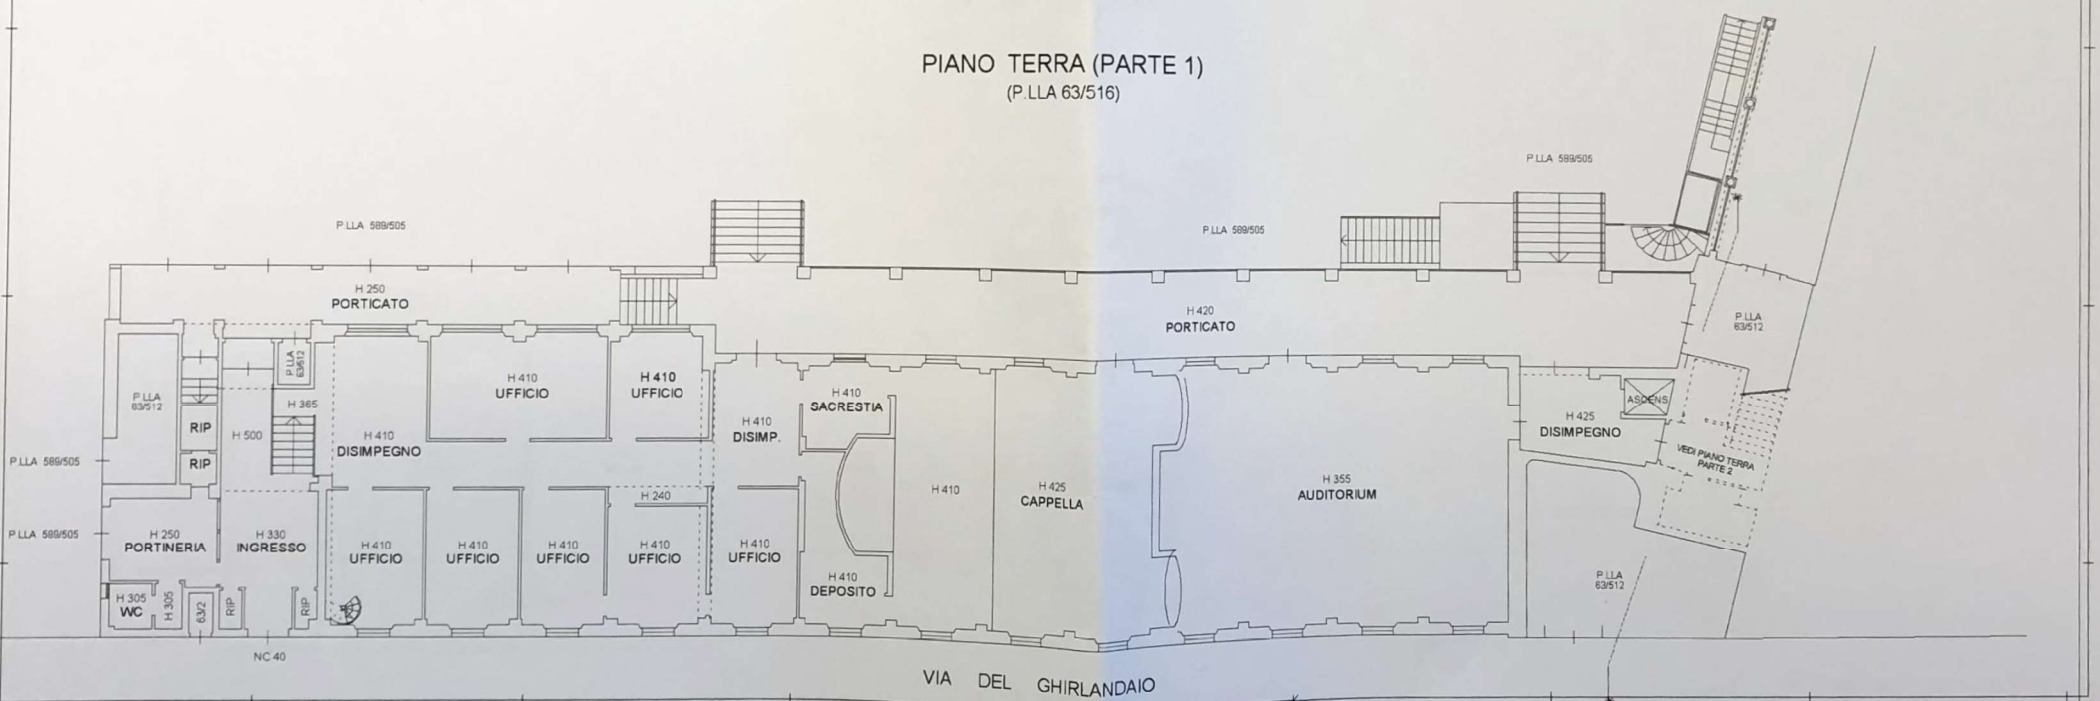 PIANO TERRA (PARTE 1)
(P.LLA 63/516)
P.LLA 589/505
P.LLA 589/505
P.LLA 589/505
H 250
PORTICATO
H 420
PORTICATO
P.LLA
63/512
P.LLA
63/512
P.LLA
63/512
RIP
RIP
H 365
H 500
H 410
DISIMPEGNO
H 410
UFFICIO
H 410
UFFICIO
H 410
DISIMP.
H 410
SACRESTIA
H 410
H 425
CAPPELLA
H 355
AUDITORIUM
H 425
DISIMPEGNO
ASCENS
VEDI PIANO TERRA
PARTE 2
P.LLA 589/505
P.LLA 589/505
H 240
H 250
PORTINERIA
H 330
INGRESSO
H 410
UFFICIO
H 410
UFFICIO
H 410
UFFICIO
H 410
UFFICIO
H 410
UFFICIO
H 410
DEPOSITO
P.LLA
63/512
H 305
WC
H 305
63/2
RIP
RIP
NC 40
VIA DEL GHIRLANDAIO